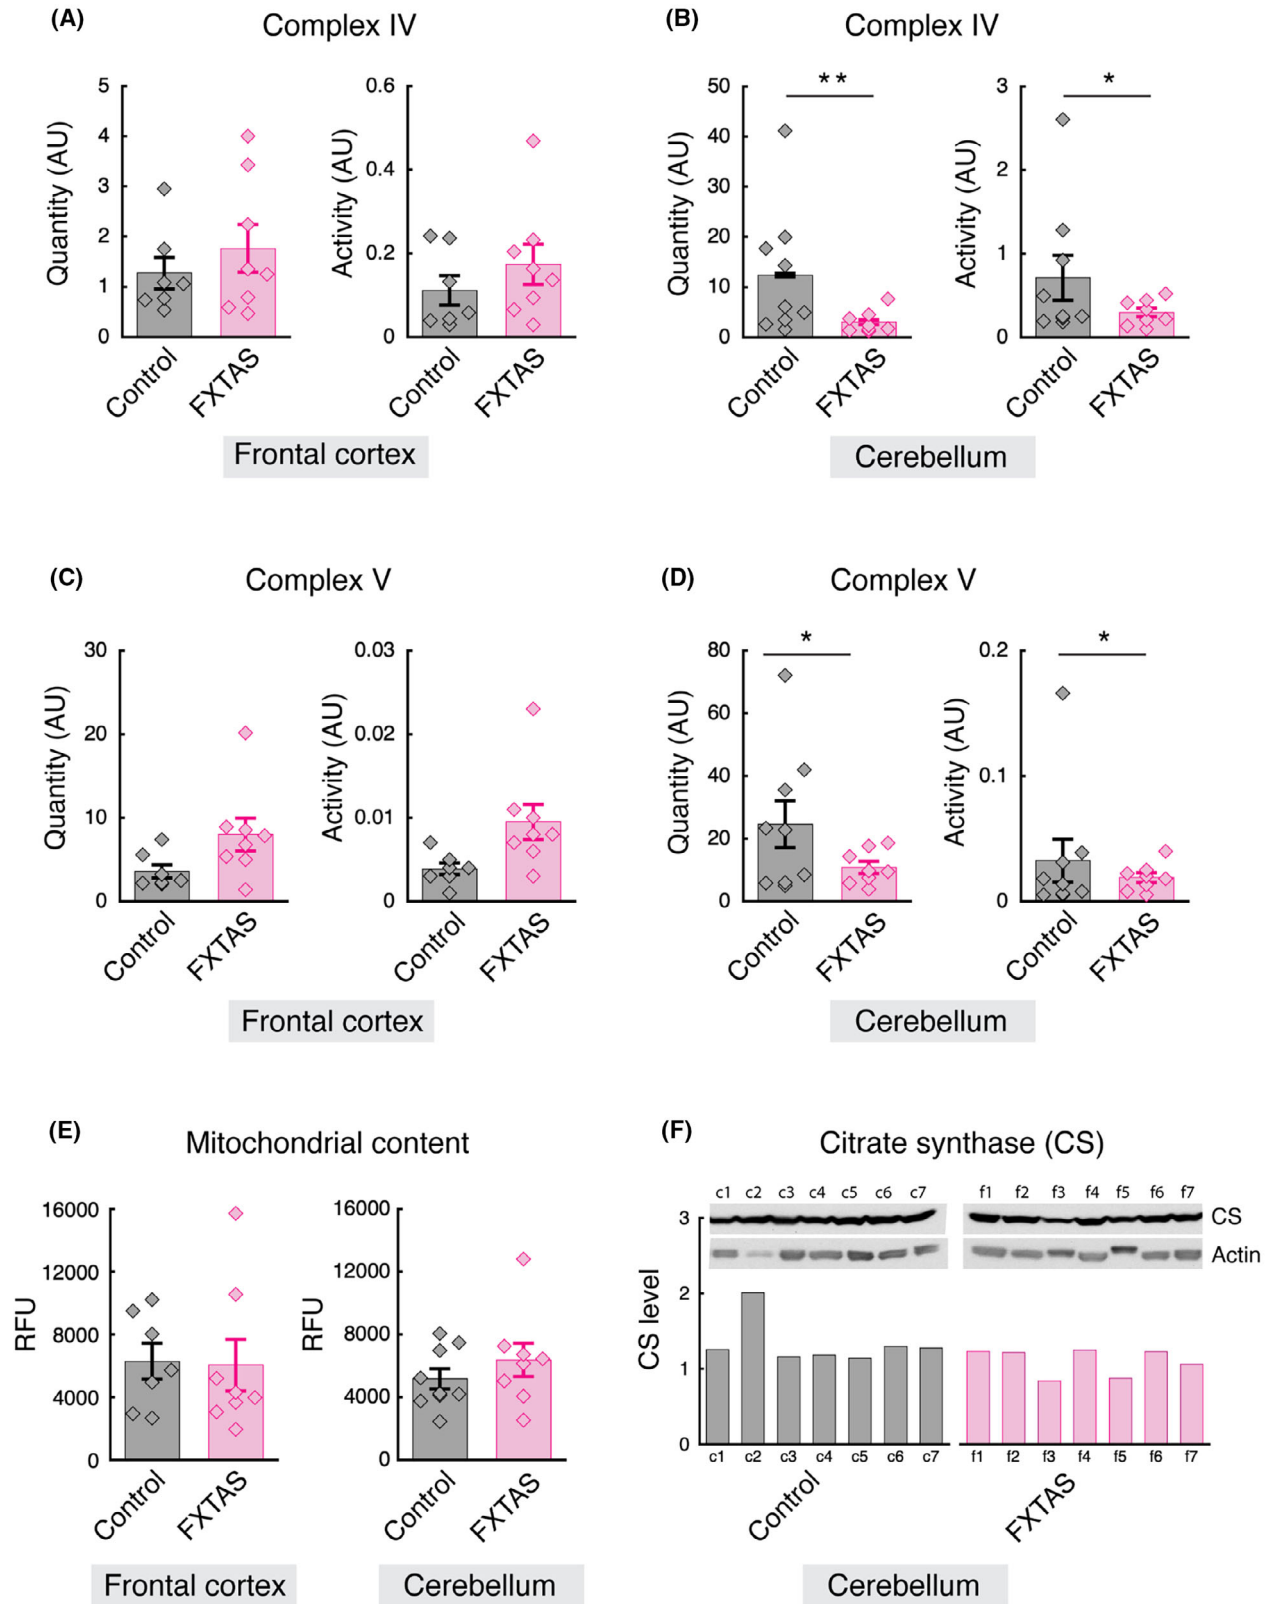 (A)
Complex IV
Quantity (AU)
5
4
3
2
1
0
Control
FXTAS
Activity (AU)
0.6
0.4
0.2
0
Control
FXTAS
Frontal cortex
(B)
Complex IV
Quantity (AU)
50
40
30
20
10
0
**
Control
FXTAS
Activity (AU)
3
2
1
0
*
Control
FXTAS
Cerebellum
(C)
Complex V
Quantity (AU)
30
20
10
0
Control
FXTAS
Activity (AU)
0.03
0.02
0.01
0
Control
FXTAS
Frontal cortex
(D)
Complex V
Quantity (AU)
80
60
40
20
0
*
Control
FXTAS
Activity (AU)
0.2
0.1
0
*
Control
FXTAS
Cerebellum
(E)
Mitochondrial content
RFU
16000
12000
8000
4000
0
Control
FXTAS
Frontal cortex
RFU
16000
12000
8000
4000
0
Control
FXTAS
Cerebellum
(F)
Citrate synthase (CS)
c1 c2 c3 c4 c5 c6 c7 f1 f2 f3 f4 f5 f6 f7
CS
Actin
CS level
3
2
1
0
c1 c2 c3 c4 c5 c6 c7 f1 f2 f3 f4 f5 f6 f7
Control
FXTAS
Cerebellum